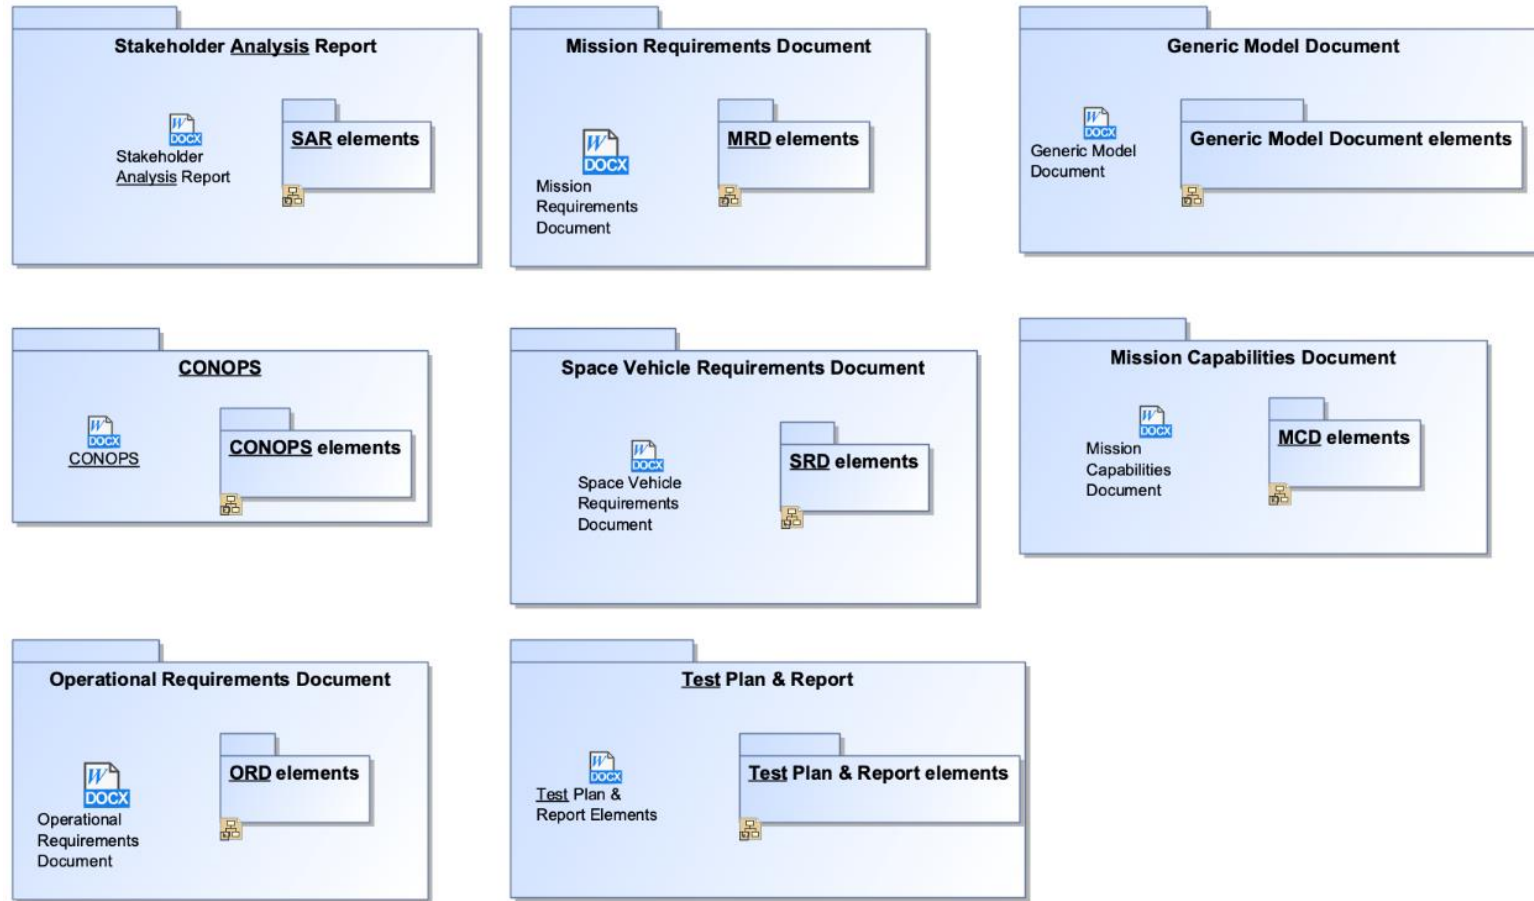 Stakeholder Analysis Report
W
DOCX
Stakeholder
Analysis Report
SAR elements
Mission Requirements Document
W
DOCX
Mission
Requirements
Document
MRD elements
Generic Model Document
W
DOCX
Generic Model
Document
Generic Model Document elements
CONOPS
W
DOCX
CONOPS
CONOPS elements
Space Vehicle Requirements Document
W
DOCX
Space Vehicle
Requirements
Document
SRD elements
Mission Capabilities Document
W
DOCX
Mission
Capabilities
Document
MCD elements
Operational Requirements Document
W
DOCX
Operational
Requirements
Document
ORD elements
Test Plan & Report
W
DOCX
Test Plan &
Report Elements
Test Plan & Report elements